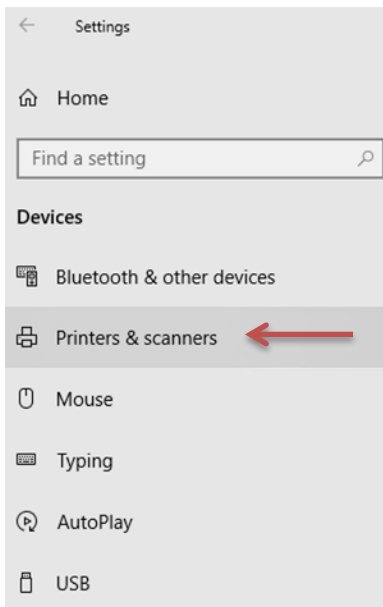 Settings
Home
Find a setting
Devices
Bluetooth & other devices
Printers & scanners
Mouse
Typing
AutoPlay
USB